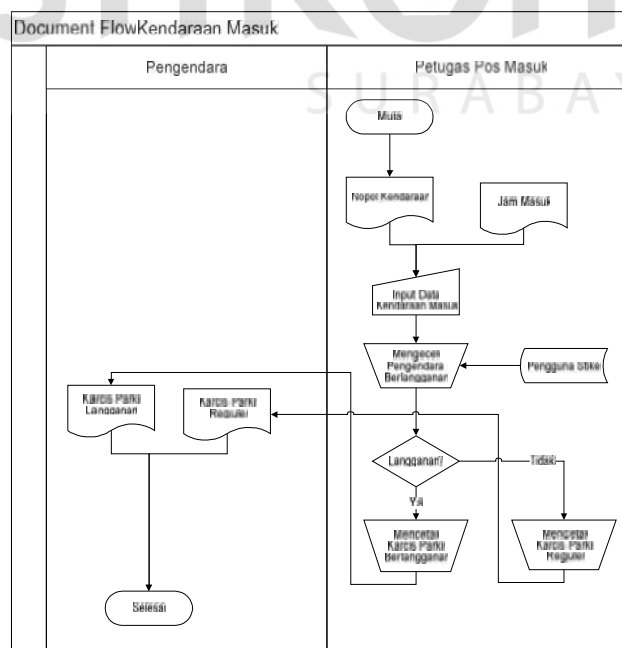 Document FlowKendaraan Masuk
Pengendara
Petugas Pos Masuk
SURABAY
Mulai
Nopol Kendaraan
Jam Masuk
Input Data
Kendaraan Masuk
Mengecek
Pengendara
Berlangganan
Pengguna Stiker
Karcis Parkir
Langganan
Karcis Parkir
Reguler
Langganan?
Tidak
Ya
Mencetak
Karcis Parkir
Berlangganan
Mencetak
Karcis Parkir
Reguler
Selesai